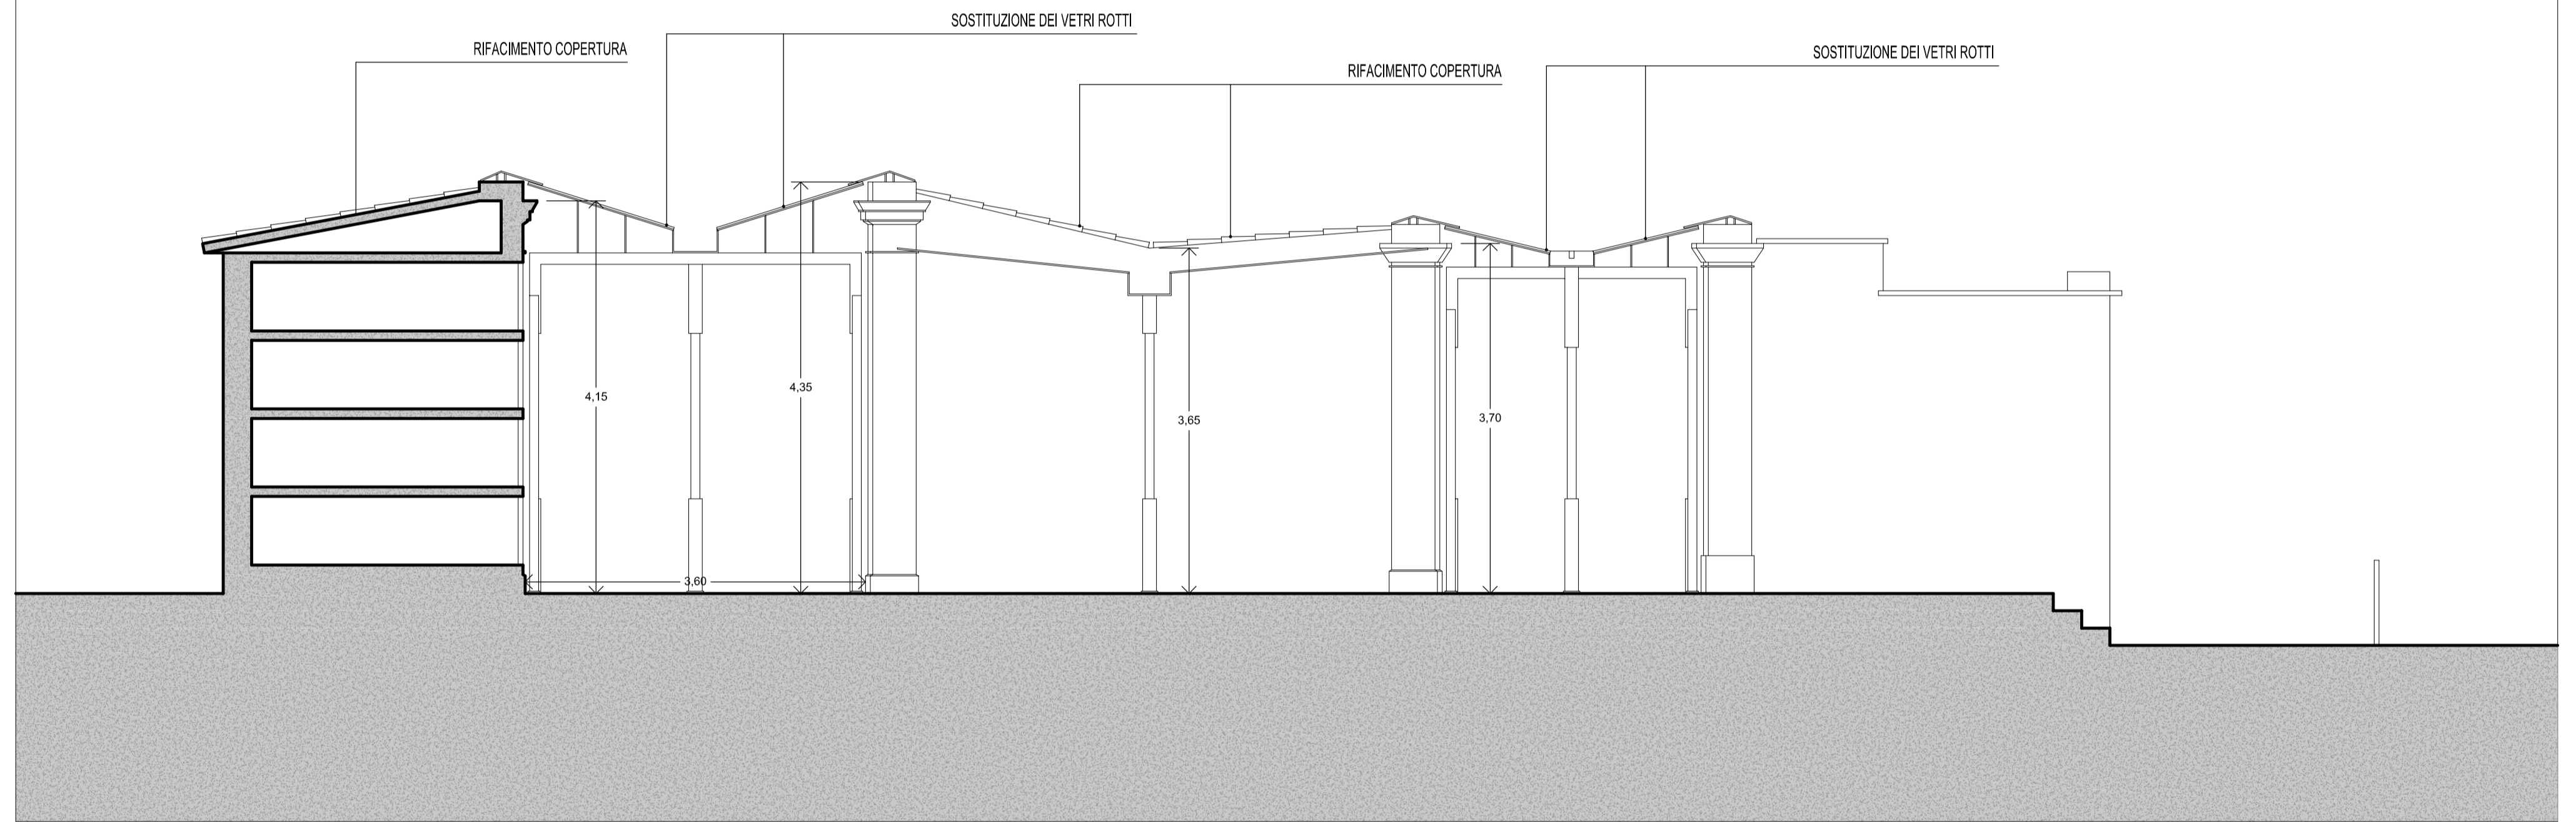 SOSTITUZIONE DEI VETRI ROTTI
RIFACIMENTO COPERTURA
SOSTITUZIONE DEI VETRI ROTTI
RIFACIMENTO COPERTURA
4,15
4,35
3,65
3,70
3,60